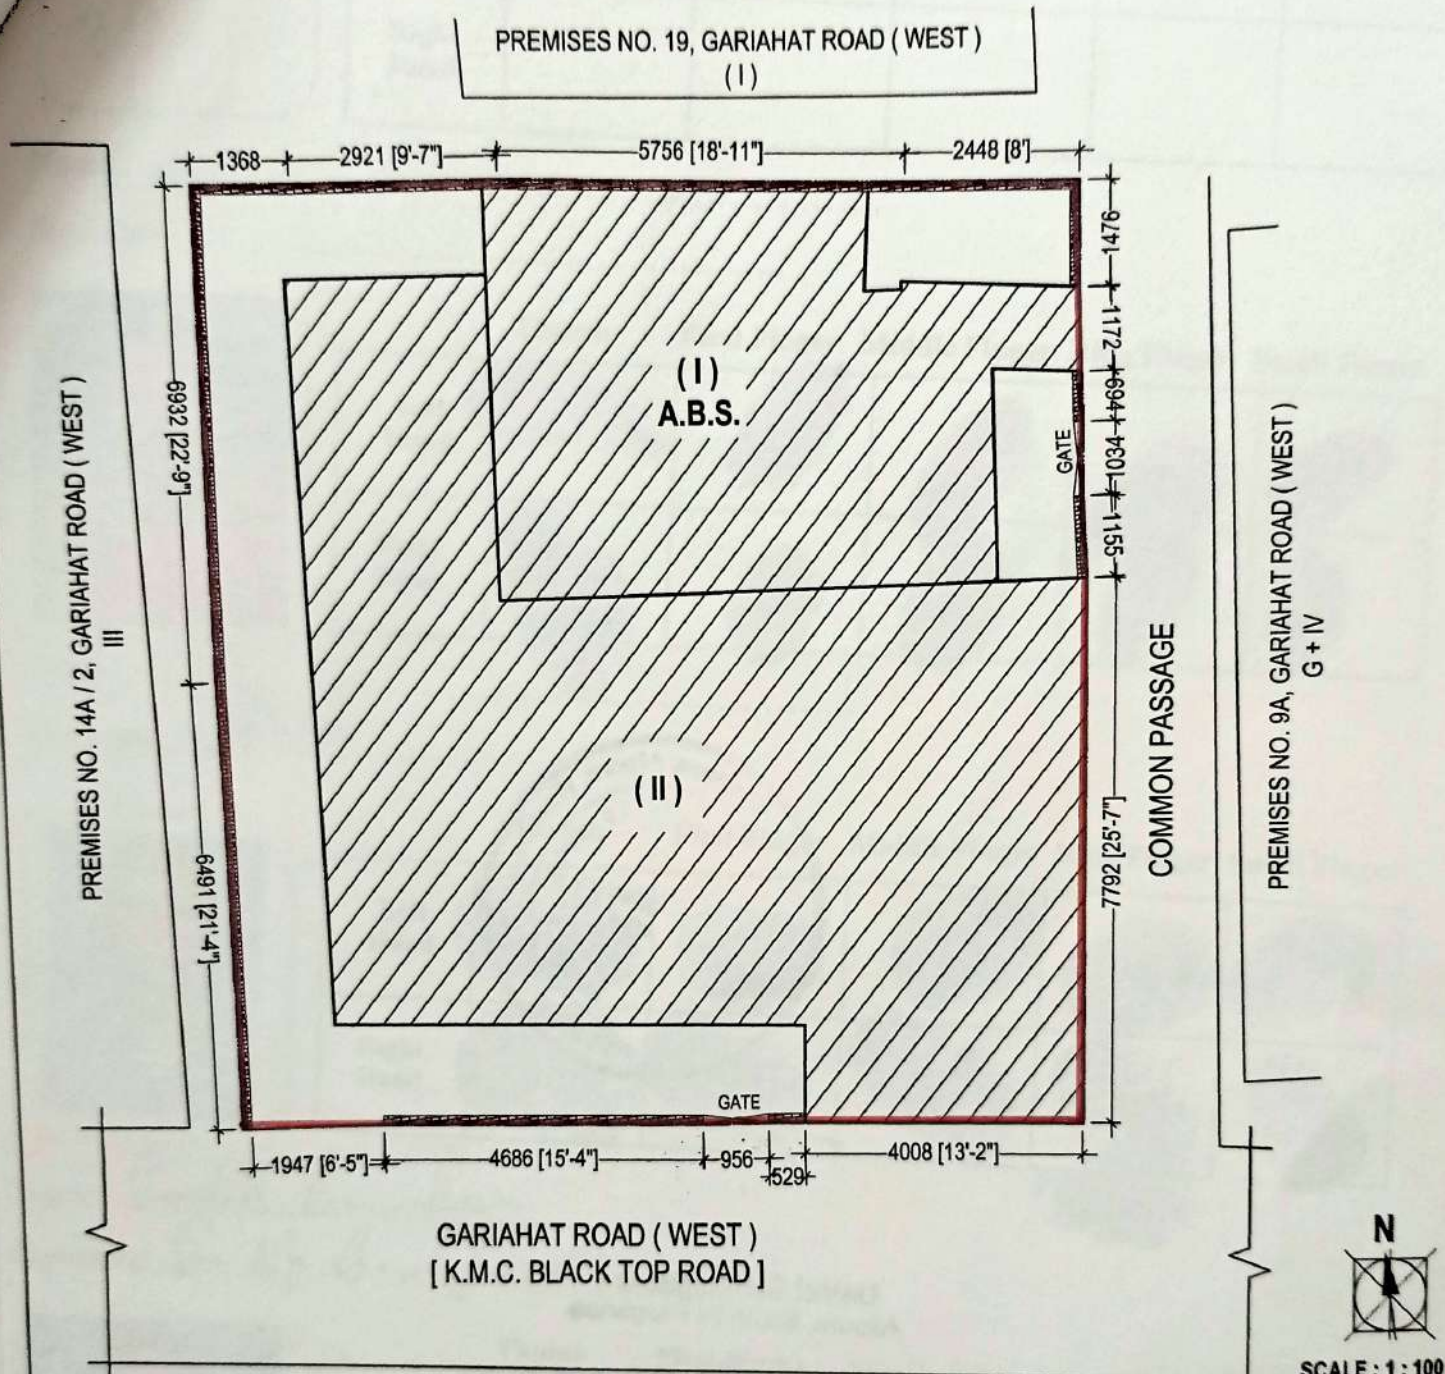 PREMISES NO. 19, GARIAHAT ROAD ( WEST )
( I )
1368
2921 [9'-7"]
5756 [18'-11"]
2448 [8']
1476
1172
694
1034
1155
7792 [25'-7"]
6932 [22'-9"]
6491 [21'-4"]
PREMISES NO. 14A / 2, GARIAHAT ROAD ( WEST )
III
( I )
A.B.S.
GATE
( II )
COMMON PASSAGE
PREMISES NO. 9A, GARIAHAT ROAD ( WEST )
G + IV
GATE
1947 [6'-5"]
4686 [15'-4"]
956
529
4008 [13'-2"]
GARIAHAT ROAD ( WEST )
[ K.M.C. BLACK TOP ROAD ]
N
SCALE : 1 : 100